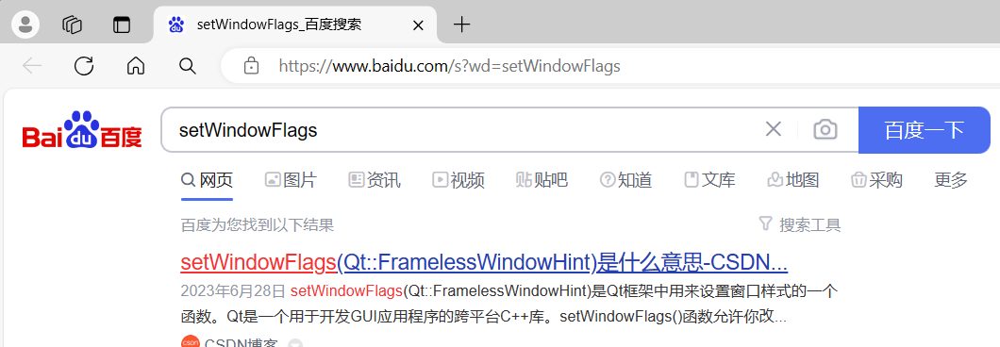 setWindowFlags_百度搜索
https://www.baidu.com/s?wd=setWindowFlags
Bai du 百度
setWindowFlags
百度一下
网页 图片 资讯 视频 贴吧 知道 文库 地图 采购 更多
百度为您找到以下结果
搜索工具
setWindowFlags(Qt::FramelessWindowHint)是什么意思-CSDN...
2023年6月28日 setWindowFlags(Qt::FramelessWindowHint)是Qt框架中用来设置窗口样式的一个
函数。Qt是一个用于开发GUI应用程序的跨平台C++库。setWindowFlags()函数允许你改...
CSDN博客